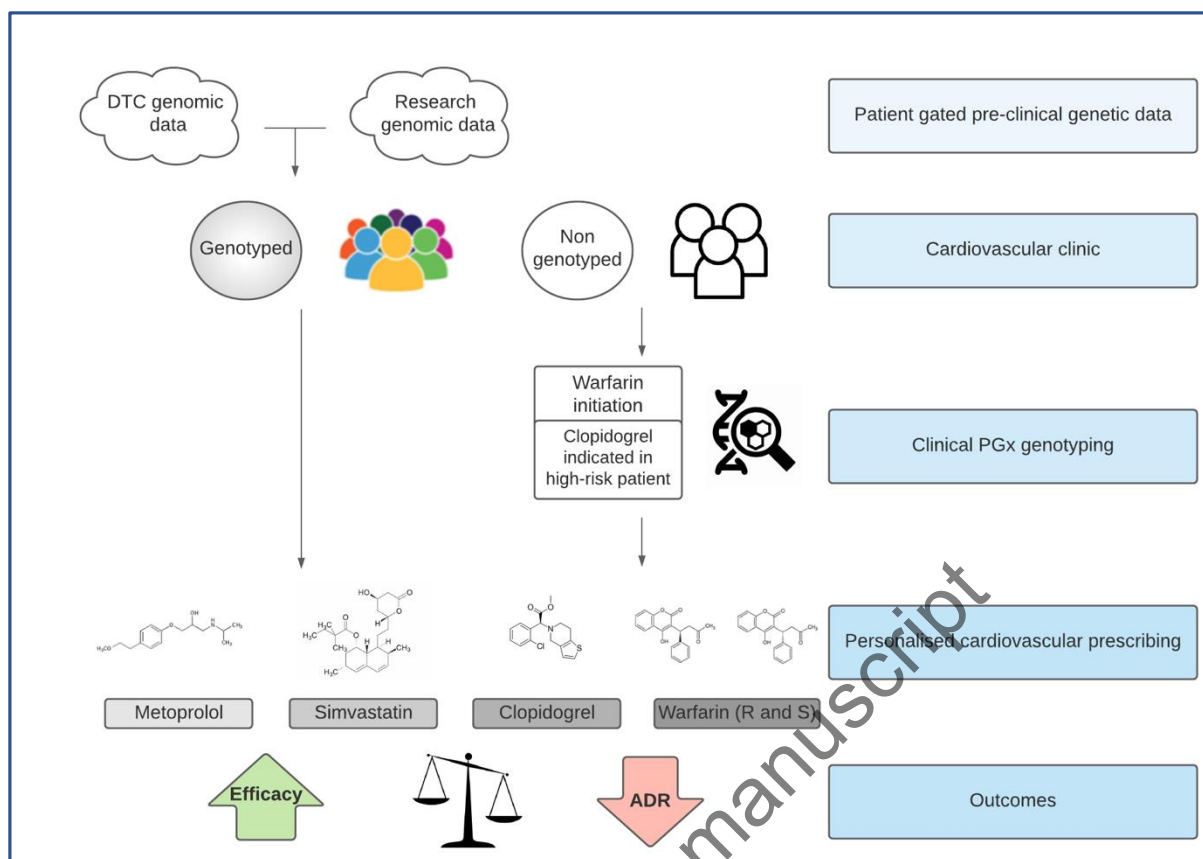 DTC genomic
data
Research
genomic data
Patient gated pre-clinical genetic data
Genotyped
Non
genotyped
Cardiovascular clinic
Warfarin
initiation
Clopidogrel
indicated in
high-risk patient
Clinical PGx genotyping
Personalised cardiovascular prescribing
Metoprolol
Simvastatin
Clopidogrel
Warfarin (R and S)
Efficacy
ADR
Outcomes
manuscript